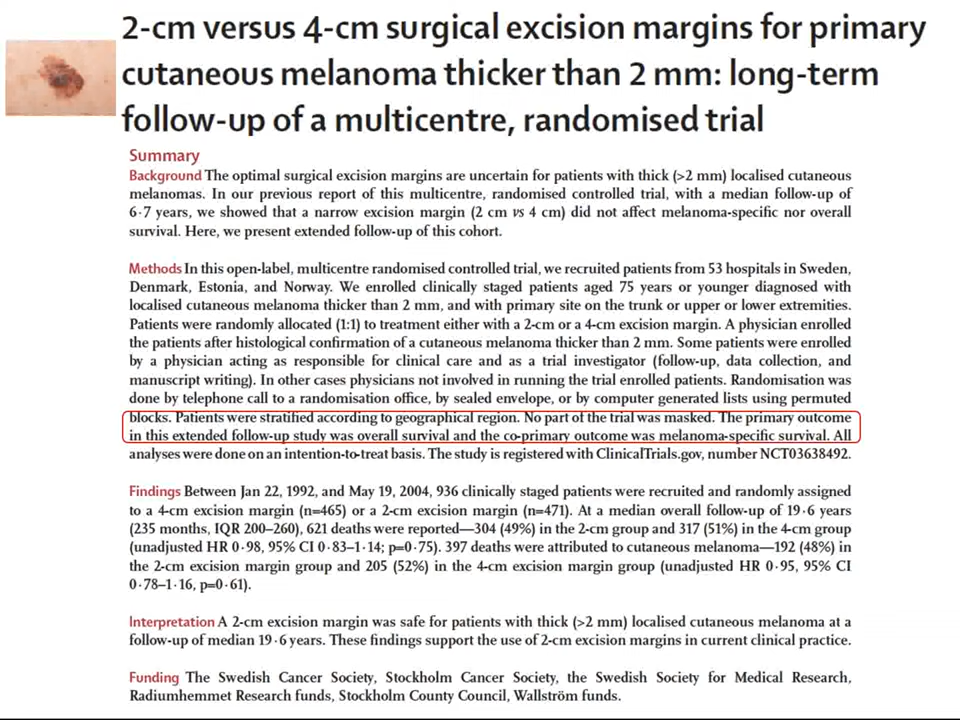 2-cm versus 4-cm surgical excision margins for primary
cutaneous melanoma thicker than 2 mm: long-term
follow-up of a multicentre, randomised trial
Summary
Background The optimal surgical excision margins are uncertain for patients with thick (>2 mm) localised cutaneous
melanomas. In our previous report of this multicentre, randomised controlled trial, with a median follow-up of
6·7 years, we showed that a narrow excision margin (2 cm vs 4 cm) did not affect melanoma-specific nor overall
survival. Here, we present extended follow-up of this cohort.
Methods In this open-label, multicentre randomised controlled trial, we recruited patients from 53 hospitals in Sweden,
Denmark, Estonia, and Norway. We enrolled clinically staged patients aged 75 years or younger diagnosed with
localised cutaneous melanoma thicker than 2 mm, and with primary site on the trunk or upper or lower extremities.
Patients were randomly allocated (1:1) to treatment either with a 2-cm or a 4-cm excision margin. A physician enrolled
the patients after histological confirmation of a cutaneous melanoma thicker than 2 mm. Some patients were enrolled
by a physician acting as responsible for clinical care and as a trial investigator (follow-up, data collection, and
manuscript writing). In other cases physicians not involved in running the trial enrolled patients. Randomisation was
done by telephone call to a randomisation office, by sealed envelope, or by computer generated lists using permuted
blocks. Patients were stratified according to geographical region. No part of the trial was masked. The primary outcome
in this extended follow-up study was overall survival and the co-primary outcome was melanoma-specific survival. All
analyses were done on an intention-to-treat basis. The study is registered with ClinicalTrials.gov, number NCT03638492.
Findings Between Jan 22, 1992, and May 19, 2004, 936 clinically staged patients were recruited and randomly assigned
to a 4-cm excision margin (n=465) or a 2-cm excision margin (n=471). At a median overall follow-up of 19·6 years
(235 months, IQR 200–260), 621 deaths were reported—304 (49%) in the 2-cm group and 317 (51%) in the 4-cm group
(unadjusted HR 0·98, 95% CI 0·83–1·14; p=0·75). 397 deaths were attributed to cutaneous melanoma—192 (48%) in
the 2-cm excision margin group and 205 (52%) in the 4-cm excision margin group (unadjusted HR 0·95, 95% CI
0·78–1·16, p=0·61).
Interpretation A 2-cm excision margin was safe for patients with thick (>2 mm) localised cutaneous melanoma at a
follow-up of median 19·6 years. These findings support the use of 2-cm excision margins in current clinical practice.
Funding The Swedish Cancer Society, Stockholm Cancer Society, the Swedish Society for Medical Research,
Radiumhemmet Research funds, Stockholm County Council, Wallström funds.